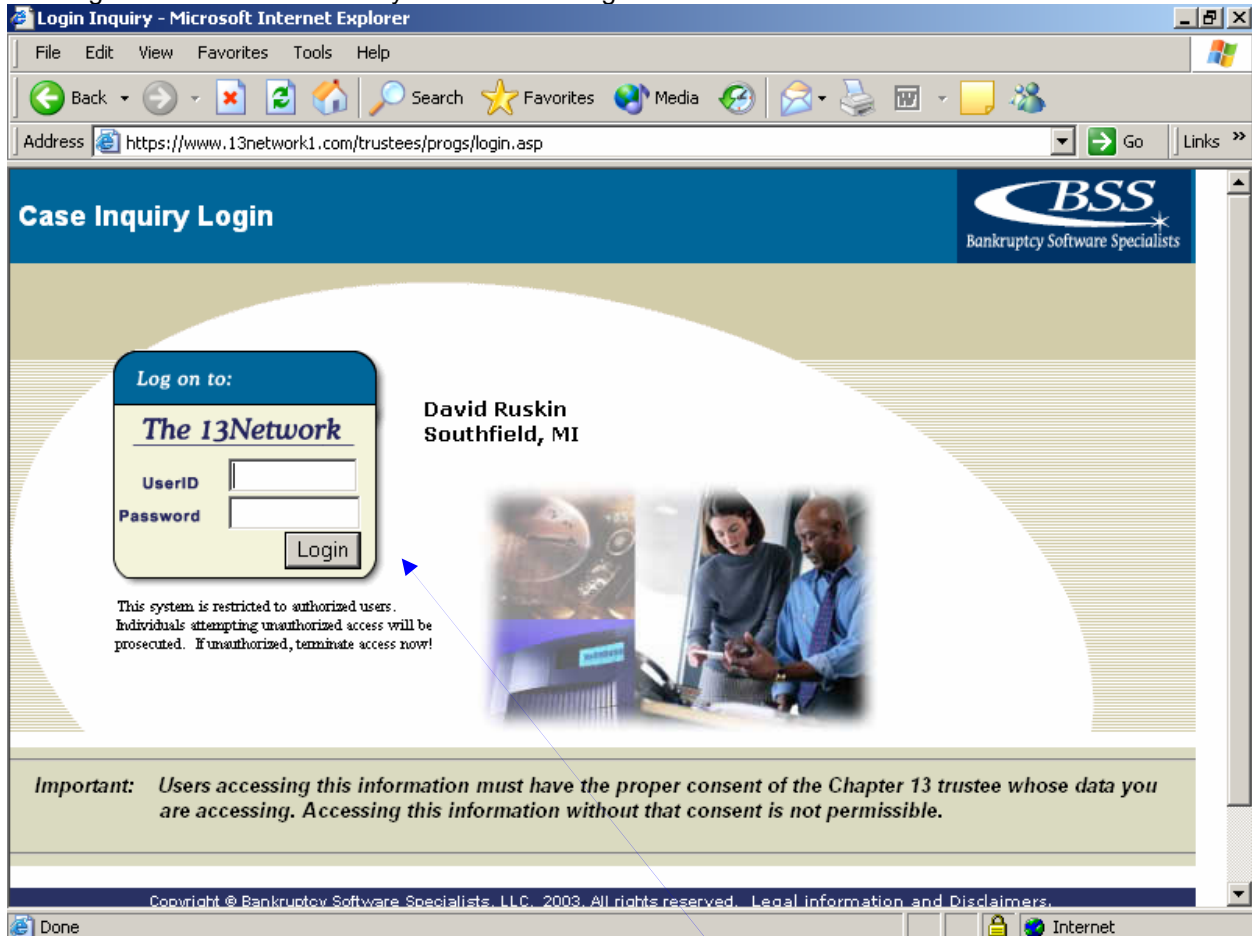 Login Inquiry - Microsoft Internet Explorer
File Edit View Favorites Tools Help
Back Search Favorites Media
Address https://www.13network1.com/trustees/progs/login.asp Go Links »
Case Inquiry Login
BSS
Bankruptcy Software Specialists
Log on to:
The 13Network
UserID
Password
Login
David Ruskin
Southfield, MI
This system is restricted to authorized users.
Individuals attempting unauthorized access will be
prosecuted. If unauthorized, terminate access now!
Important: Users accessing this information must have the proper consent of the Chapter 13 trustee whose data you
are accessing. Accessing this information without that consent is not permissible.
Copyright © Bankruptcy Software Specialists, LLC, 2003. All rights reserved. Legal information and Disclaimers.
Done Internet